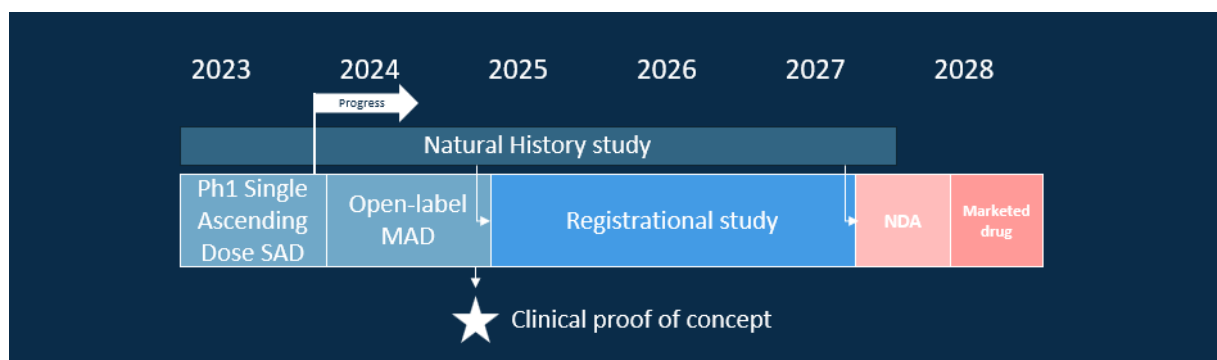 2023 2024 2025 2026 2027 2028
Progress
Natural History study
Ph1 Single
Ascending
Dose SAD
Open-label
MAD
Registrational study
NDA
Marketed
drug
Clinical proof of concept